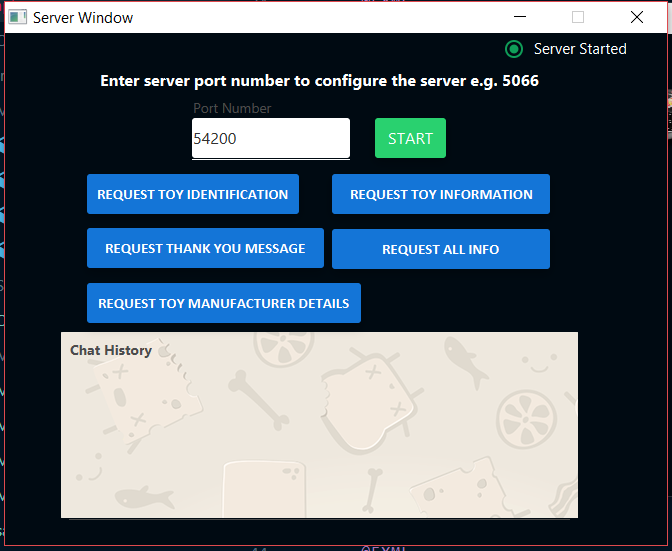 Server Window
Server Started
Enter server port number to configure the server e.g. 5066
Port Number
54200
START
REQUEST TOY IDENTIFICATION
REQUEST TOY INFORMATION
REQUEST THANK YOU MESSAGE
REQUEST ALL INFO
REQUEST TOY MANUFACTURER DETAILS
Chat History